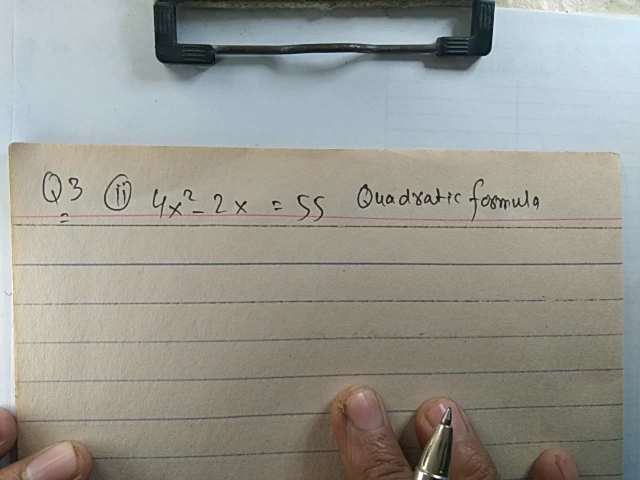 Q3 ii 4x² - 2x = 55 Quadratic formula